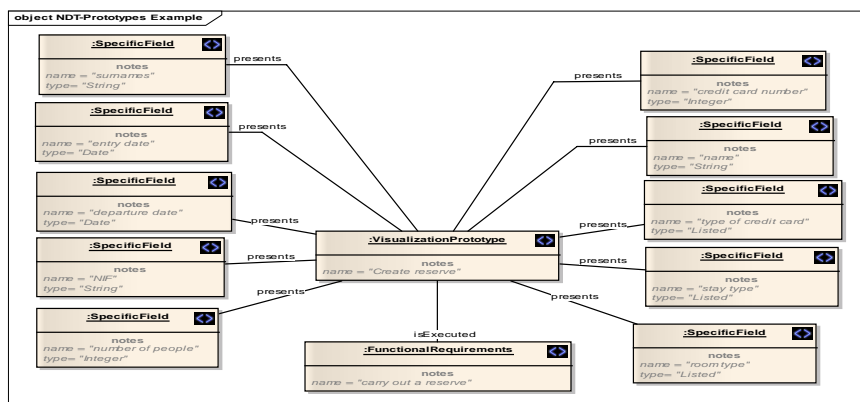 object NDT-Prototypes Example
:SpecificField
notes
name = "surnames"
type= "String"
presents
:SpecificField
notes
name = "entry date"
type= "Date"
presents
:SpecificField
notes
name = "departure date"
type= "Date"
presents
:SpecificField
notes
name = "NIF"
type= "String"
presents
:SpecificField
notes
name = "number of people"
type= "Integer"
presents
:VisualizationPrototype
notes
name = "Create reserve"
isExecuted
:FunctionalRequirements
notes
name = "carry out a reserve"
:SpecificField
notes
name = "credit card number"
type= "Integer"
presents
:SpecificField
notes
name = "name"
type= "String"
presents
:SpecificField
notes
name = "type of credit card"
type= "Listed"
presents
:SpecificField
notes
name = "stay type"
type= "Listed"
presents
:SpecificField
notes
name = "room type"
type= "Listed"
presents